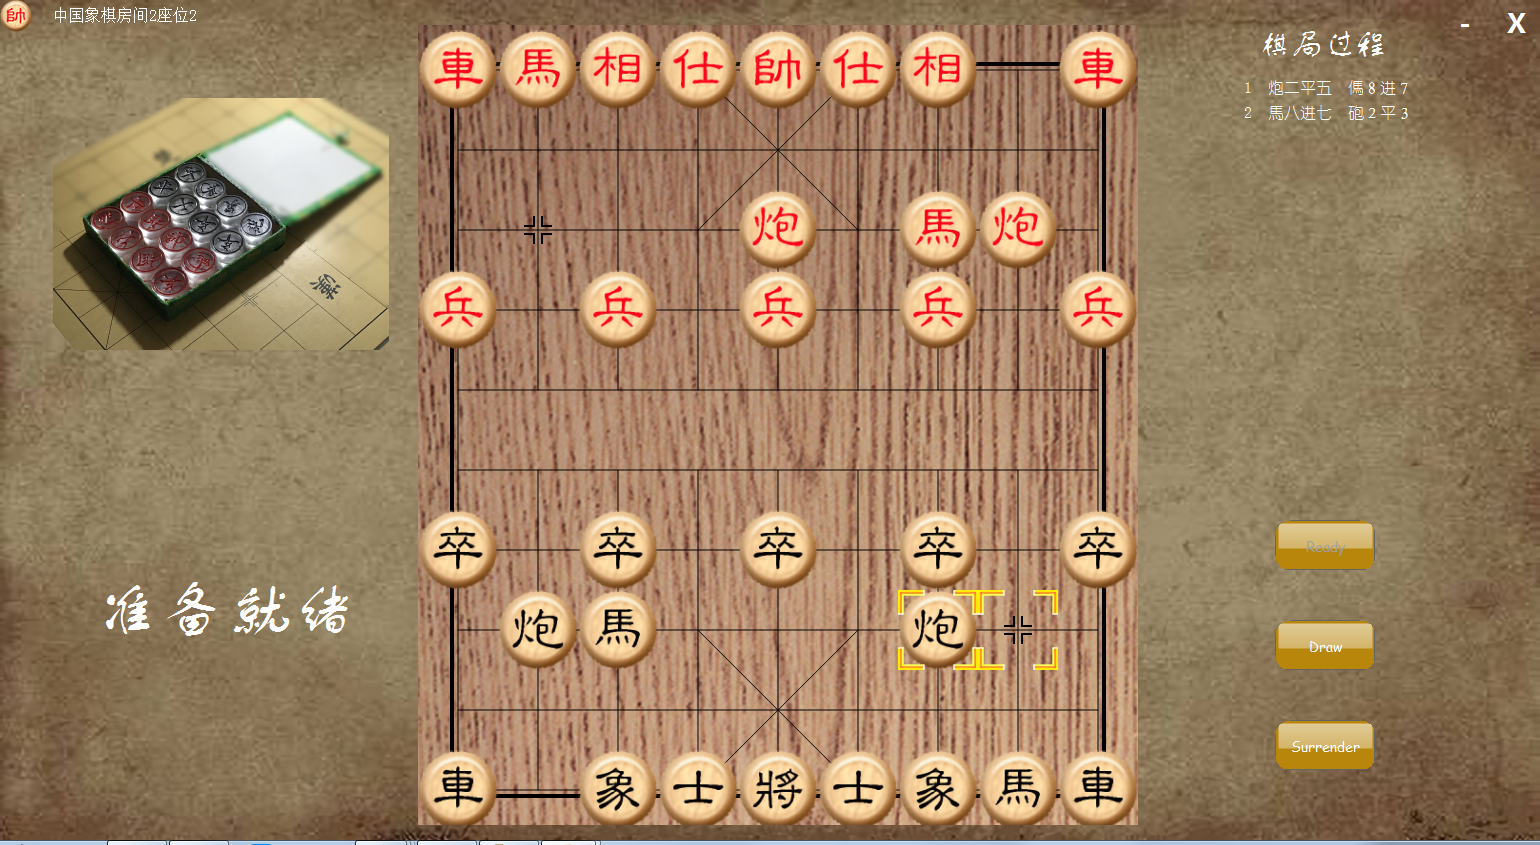 中国象棋房间2座位2
- X
棋局过程
1 炮二平五 傌8进7
2 馬八进七 砲2平3
車 馬 相 仕 帥 仕 相 車
炮 馬 炮
兵 兵 兵 兵 兵
卒 卒 卒 卒 卒
炮 馬 炮
車 象 士 將 士 象 馬 車
准备就绪
Ready
Draw
Surrender
帥
漢